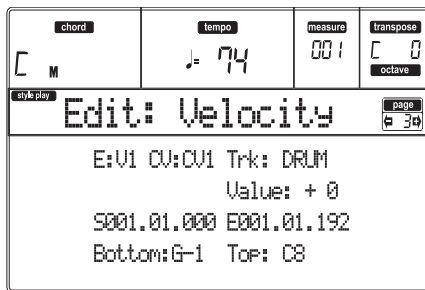 chord tempo measure transpose
C M ♩= 74 001 C 0
octave
style play Edit: Velocity page
3
E:V1 CV:CV1 Trk: DRUM
Value: + 0
S001.01.000 E001.01.192
Bottom:G-1 Top: C8